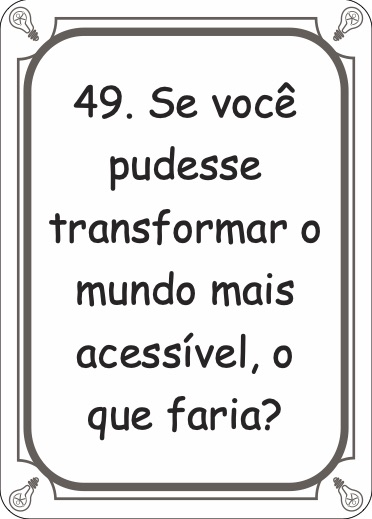 49. Se você
pudesse
transformar o
mundo mais
acessível, o
que faria?